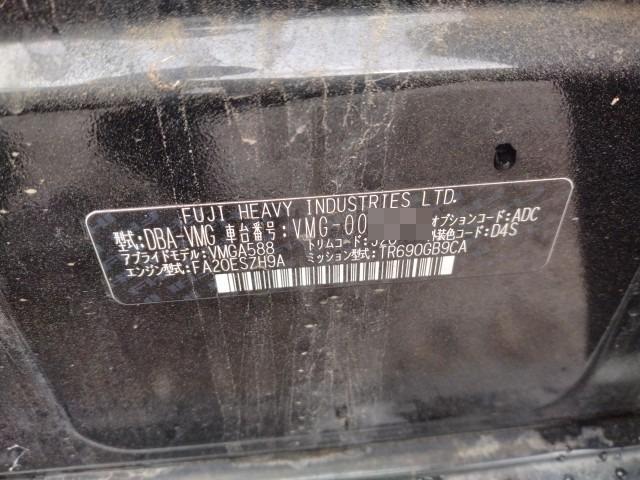 FUJI HEAVY INDUSTRIES LTD.
型式:DBA-VMG 車台番号:VMG-00 オプションコード:ADC
アプライドモデル:VMGA588 トリムコード: 外装色コード:D4S
エンジン型式:FA20ESZH9A ミッション型式:TR690GB9CA